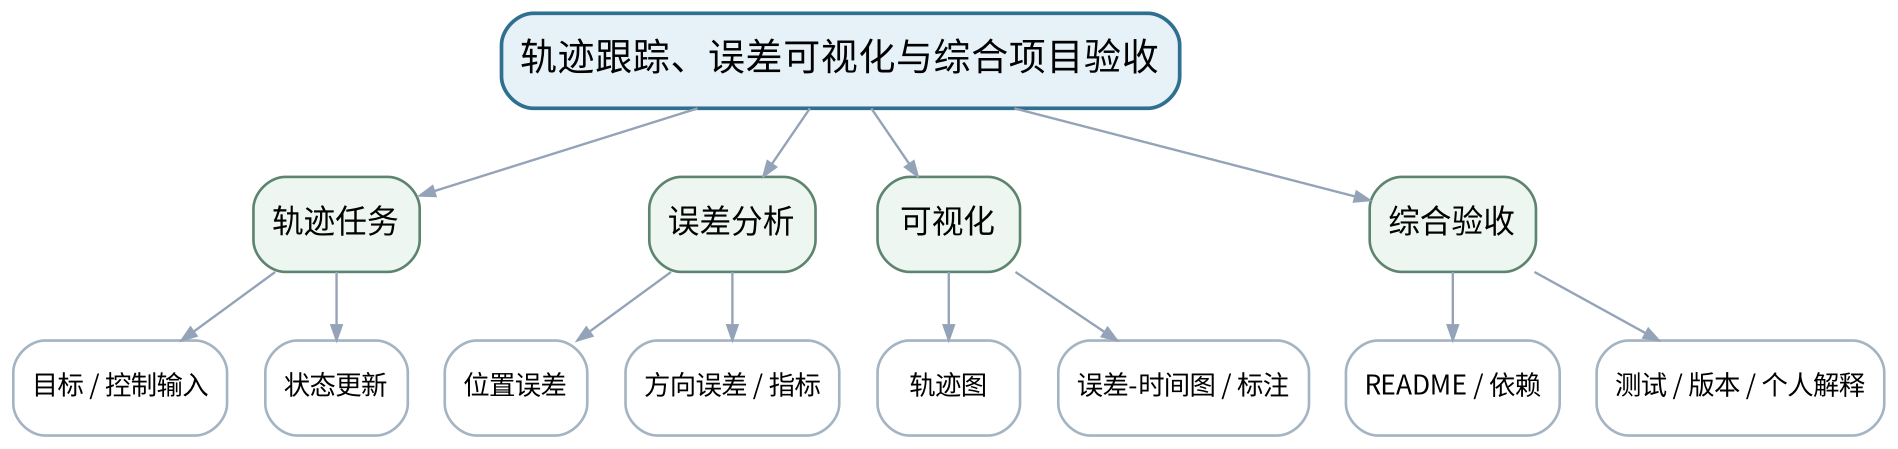 轨迹跟踪、误差可视化与综合项目验收
轨迹任务
误差分析
可视化
综合验收
目标 / 控制输入
状态更新
位置误差
方向误差 / 指标
轨迹图
误差-时间图 / 标注
README / 依赖
测试 / 版本 / 个人解释